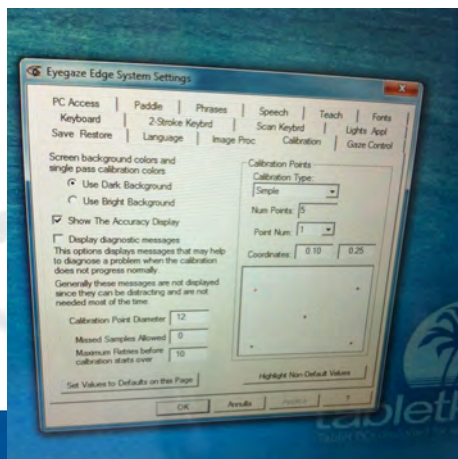 Eyegaze Edge System Settings
PC Access Paddle Phrases Speech Teach Fonts
Keyboard 2-Stroke Keybrd Scan Keybrd Lights Appl
Save Restore Language Image Proc Calibration Gaze Control
Screen background colors and
single pass calibration colors
Use Dark Background
Use Bright Background
Show The Accuracy Display
Display diagnostic messages
This options displays messages that may help
to diagnose a problem when the calibration
does not progress normally.
Generally these messages are not displayed
since they can be distracting and are not
needed most of the time.
Calibration Point Diameter 12
Missed Samples Allowed 0
Maximum Retries before
calibration starts over 10
Set Values to Defaults on this Page
Calibration Points
Calibration Type:
Simple
Num Points: 5
Point Num: 1
Coordinates: 0.10 0.25
Highlight Non-Default Values
OK Annulla Applica ?